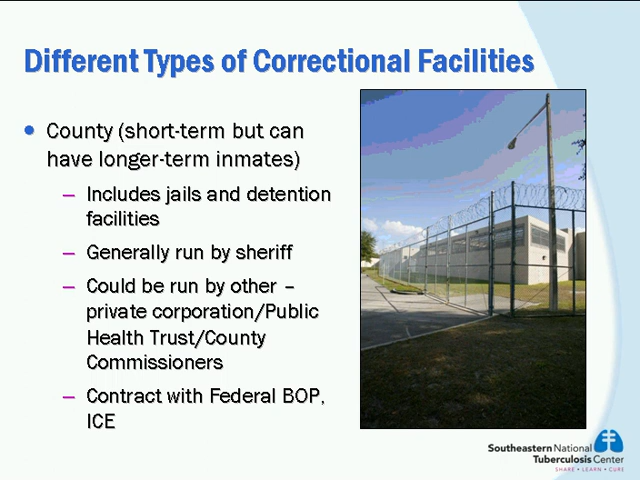 Different Types of Correctional Facilities
County (short-term but can
have longer-term inmates)
– Includes jails and detention
facilities
– Generally run by sheriff
– Could be run by other –
private corporation/Public
Health Trust/County
Commissioners
– Contract with Federal BOP,
ICE
Southeastern National
Tuberculosis Center
SHARE • LEARN • CURE